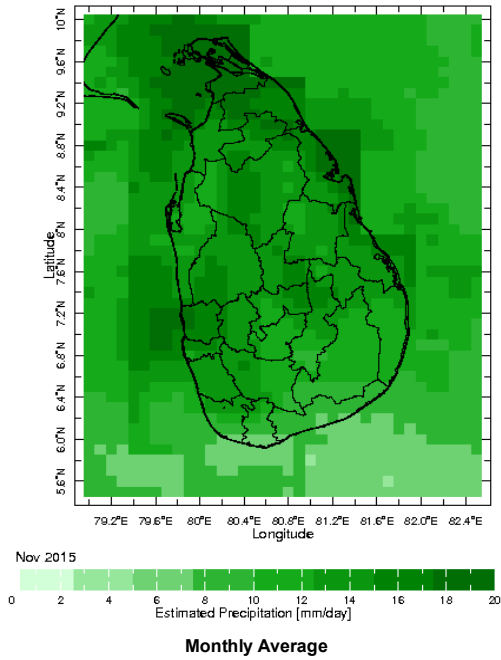 10°N
9.6°N
9.2°N
8.8°N
8.4°N
8°N
7.6°N
7.2°N
6.8°N
6.4°N
6.0°N
5.6°N
Latitude
79.2°E 79.6°E 80°E 80.4°E 80.8°E 81.2°E 81.6°E 82.0°E 82.4°E
Longitude
Nov 2015
0 2 4 6 7 8 10 12 14 16 18 20
Estimated Precipitation [mm/day]
Monthly Average